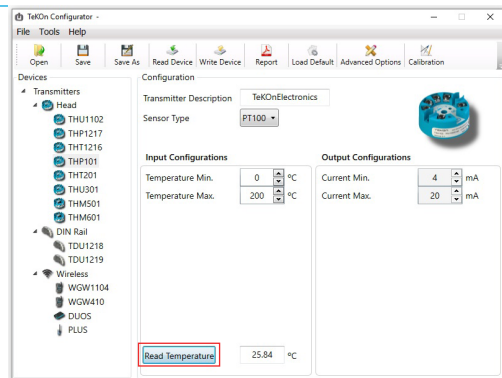 TeKOn Configurator -
File Tools Help
Open Save Save As Read Device Write Device Report Load Default Advanced Options Calibration
Devices
Transmitters
Head
THU1102
THP1217
THT1216
THP101
THT201
THU301
THM501
THM601
DIN Rail
TDU1218
TDU1219
Wireless
WGW1104
WGW410
DUOS
PLUS
Configuration
Transmitter Description TeKOnElectronics
Sensor Type PT100
Input Configurations
Temperature Min. 0 ºC
Temperature Max. 200 ºC
Read Temperature 25.84 ºC
Output Configurations
Current Min. 4 mA
Current Max. 20 mA